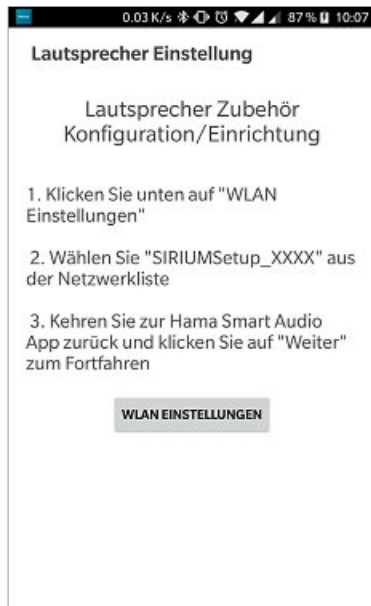 0.03 K/s 87% 10:07
Lautsprecher Einstellung
Lautsprecher Zubehör
Konfiguration/Einrichtung
1. Klicken Sie unten auf "WLAN
Einstellungen"
2. Wählen Sie "SIRIUMSetup_XXXX" aus
der Netzwerkliste
3. Kehren Sie zur Hama Smart Audio
App zurück und klicken Sie auf "Weiter"
zum Fortfahren
WLAN EINSTELLUNGEN